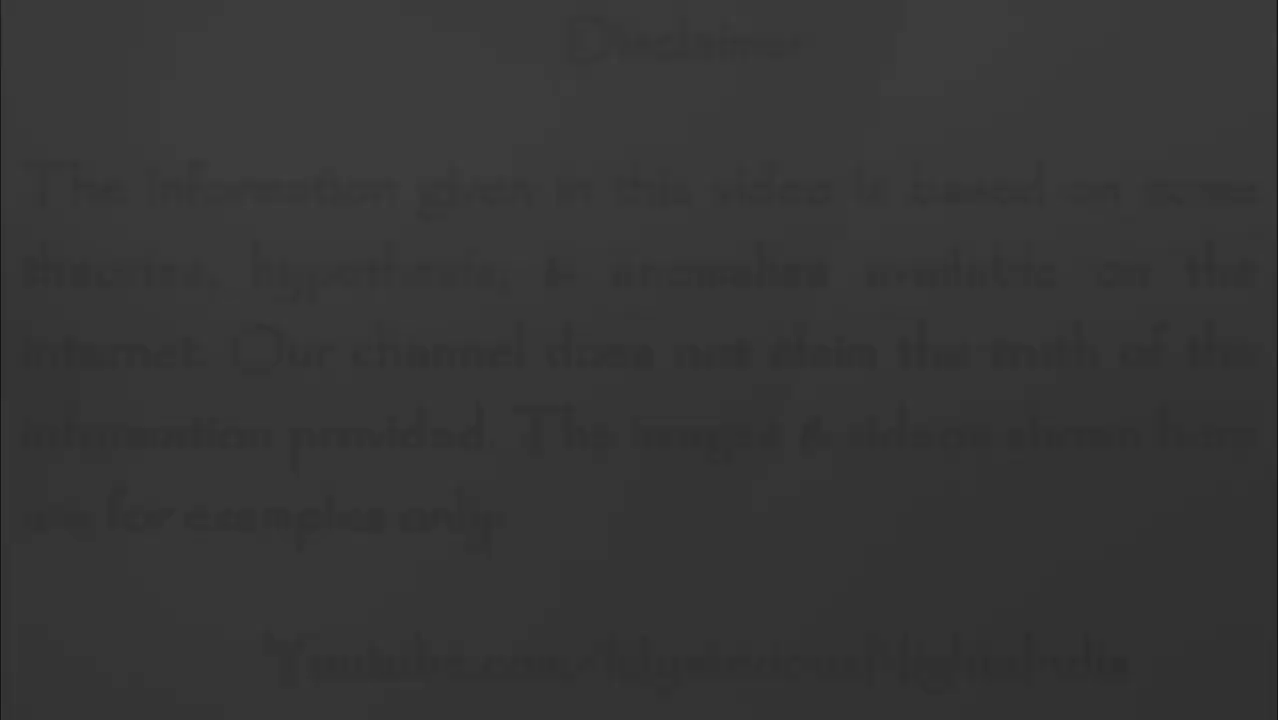 Disclaimer
The information given in this video is based on some
theories, hypothesis, & anomalies available on the
internet. Our channel does not claim the truth of the
information provided. The images & videos shown here
are for examples only.